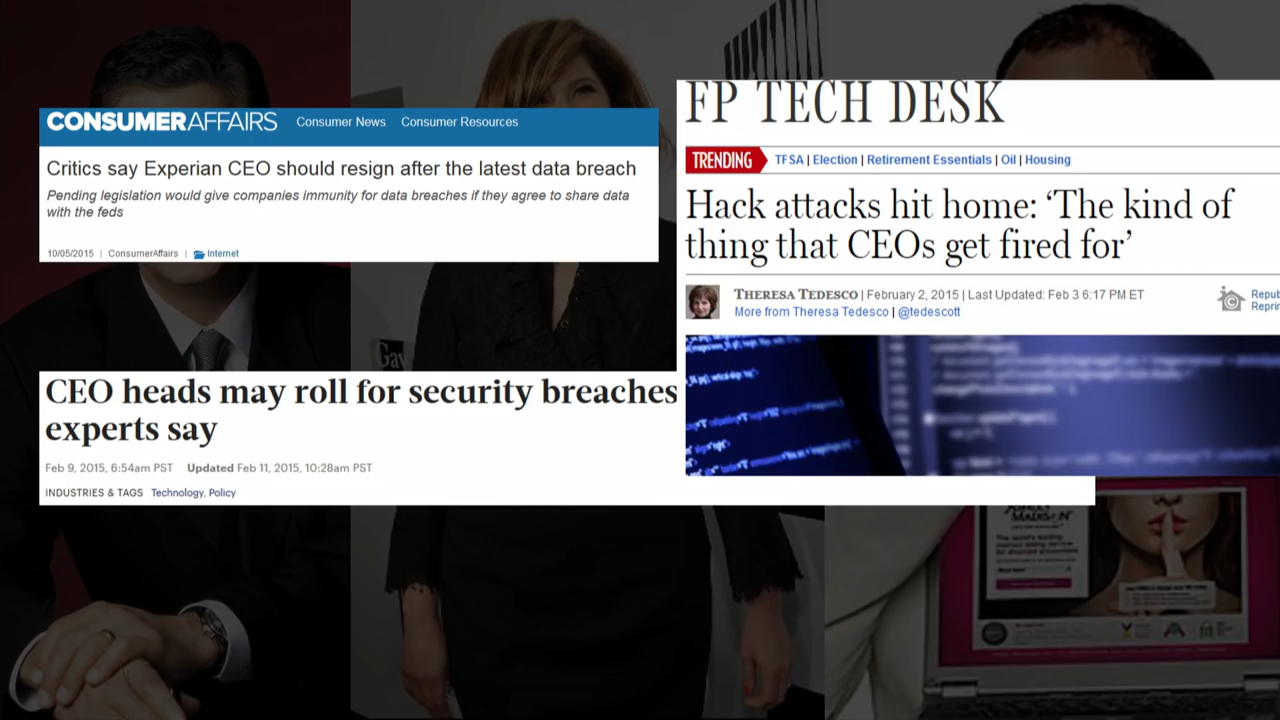 CONSUMERAFFAIRS Consumer News Consumer Resources
Critics say Experian CEO should resign after the latest data breach
Pending legislation would give companies immunity for data breaches if they agree to share data
with the feds
10/05/2015 | ConsumerAffairs | Internet
FP TECH DESK
TRENDING TFSA | Election | Retirement Essentials | Oil | Housing
Hack attacks hit home: ‘The kind of
thing that CEOs get fired for’
THERESA TEDESCO | February 2, 2015 | Last Updated: Feb 3 6:17 PM ET
More from Theresa Tedesco | @tedescott
Repub
Reprin
Gay
CEO heads may roll for security breaches
experts say
Feb 9, 2015, 6:54am PST Updated Feb 11, 2015, 10:28am PST
INDUSTRIES & TAGS Technology, Policy
ASHLEY
MADISON